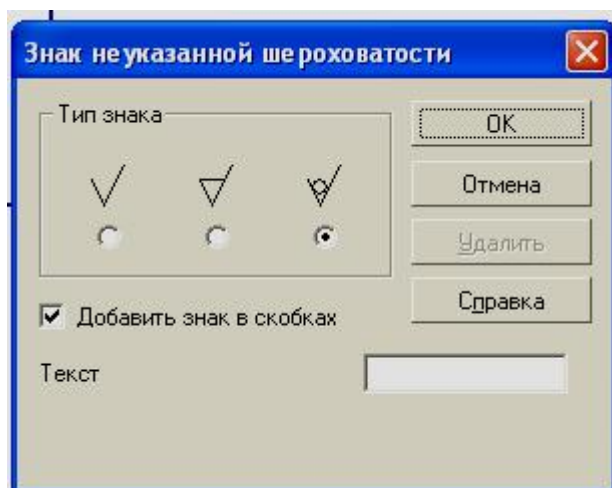 Знак неуказанной шероховатости
Тип знака
OK
Отмена
Удалить
Справка
Добавить знак в скобках
Текст